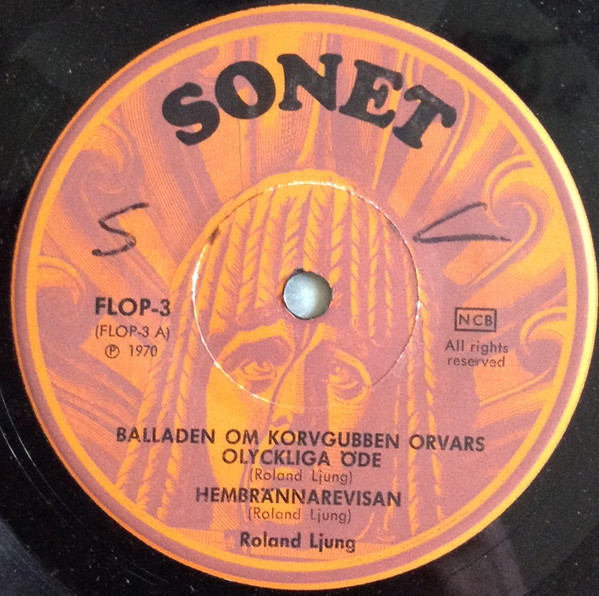 SONET
S V
FLOP-3
(FLOP-3 A)
Ⓟ 1970
NCB
All rights
reserved
BALLADEN OM KORVGUBBEN ORVARS
OLYCKLIGA ÖDE
(Roland Ljung)
HEMBRÄNNAREVISAN
(Roland Ljung)
Roland Ljung